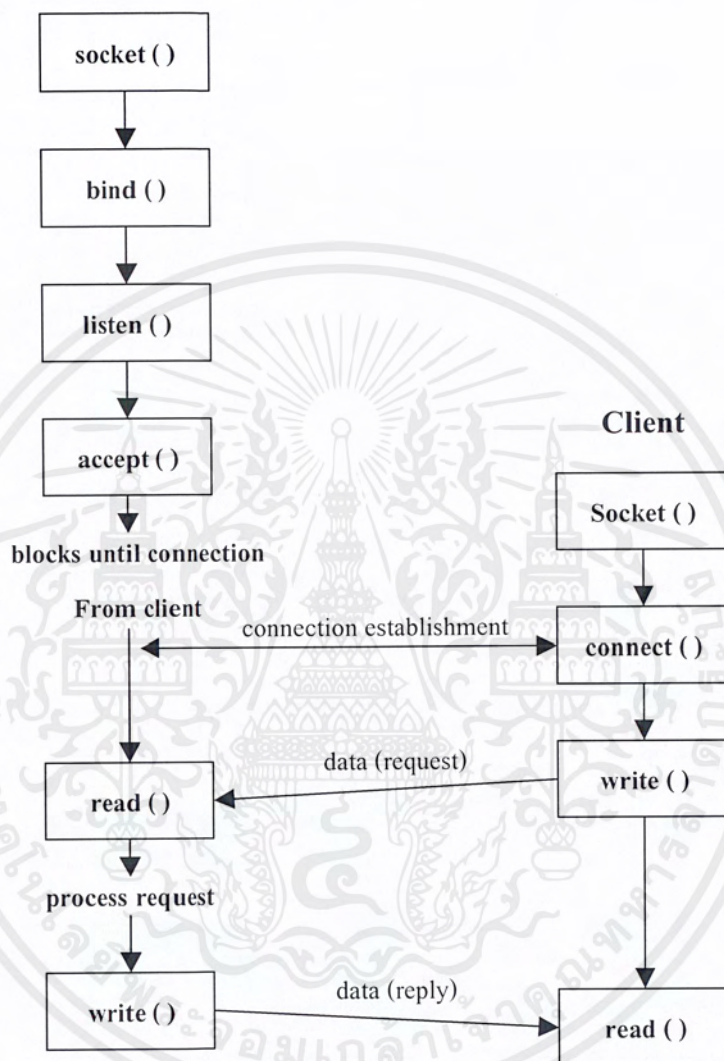 socket ( )
bind ( )
listen ( )
accept ( )
blocks until connection
From client
read ( )
process request
write ( )
Client
Socket ( )
connect ( )
write ( )
read ( )
connection establishment
data (request)
data (reply)